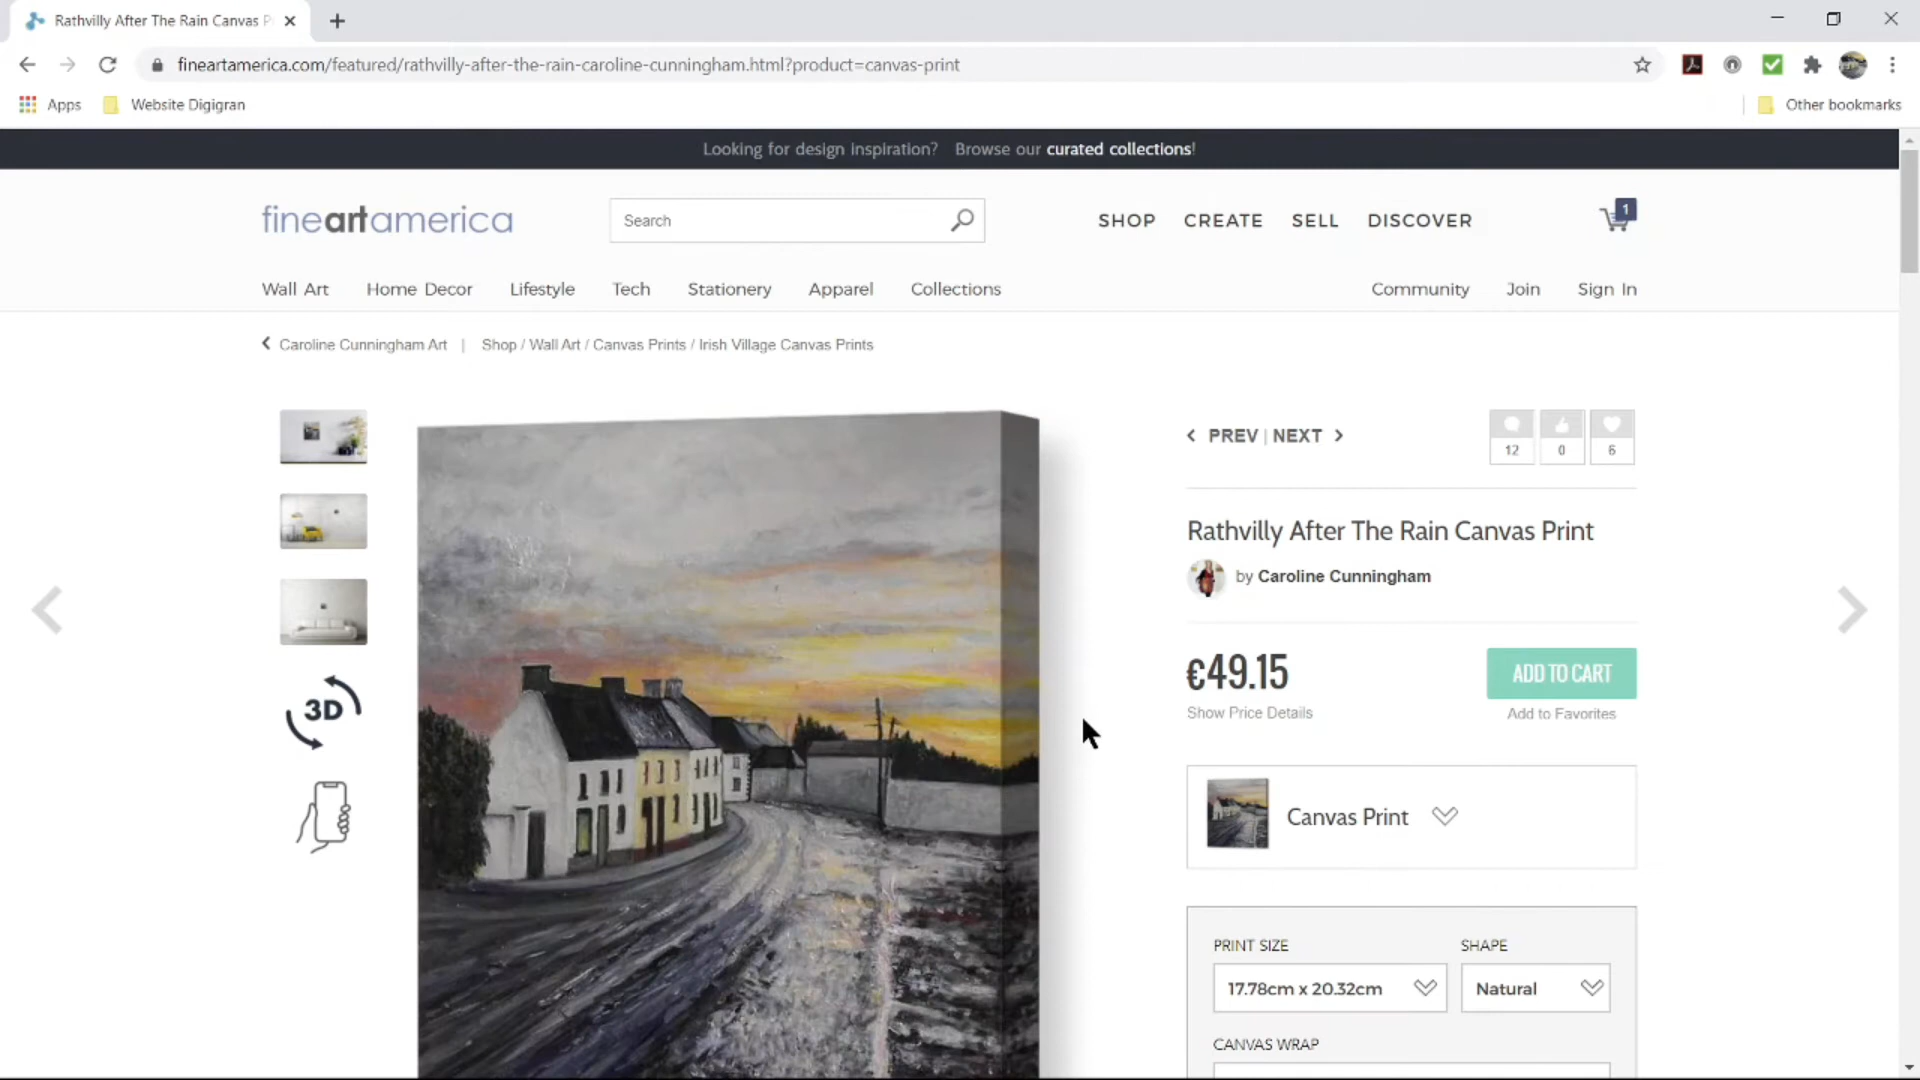 Rathvilly After The Rain Canvas P
fineartamerica.com/featured/rathvilly-after-the-rain-caroline-cunningham.html?product=canvas-print
Apps Website Digigran Other bookmarks
Looking for design inspiration? Browse our curated collections!
fineartamerica Search SHOP CREATE SELL DISCOVER 1
Wall Art Home Decor Lifestyle Tech Stationery Apparel Collections Community Join Sign In
Caroline Cunningham Art | Shop / Wall Art / Canvas Prints / Irish Village Canvas Prints
PREV | NEXT
12 0 6
Rathvilly After The Rain Canvas Print
by Caroline Cunningham
€49.15 ADD TO CART
Show Price Details Add to Favorites
3D
Canvas Print
PRINT SIZE SHAPE
17.78cm x 20.32cm Natural
CANVAS WRAP